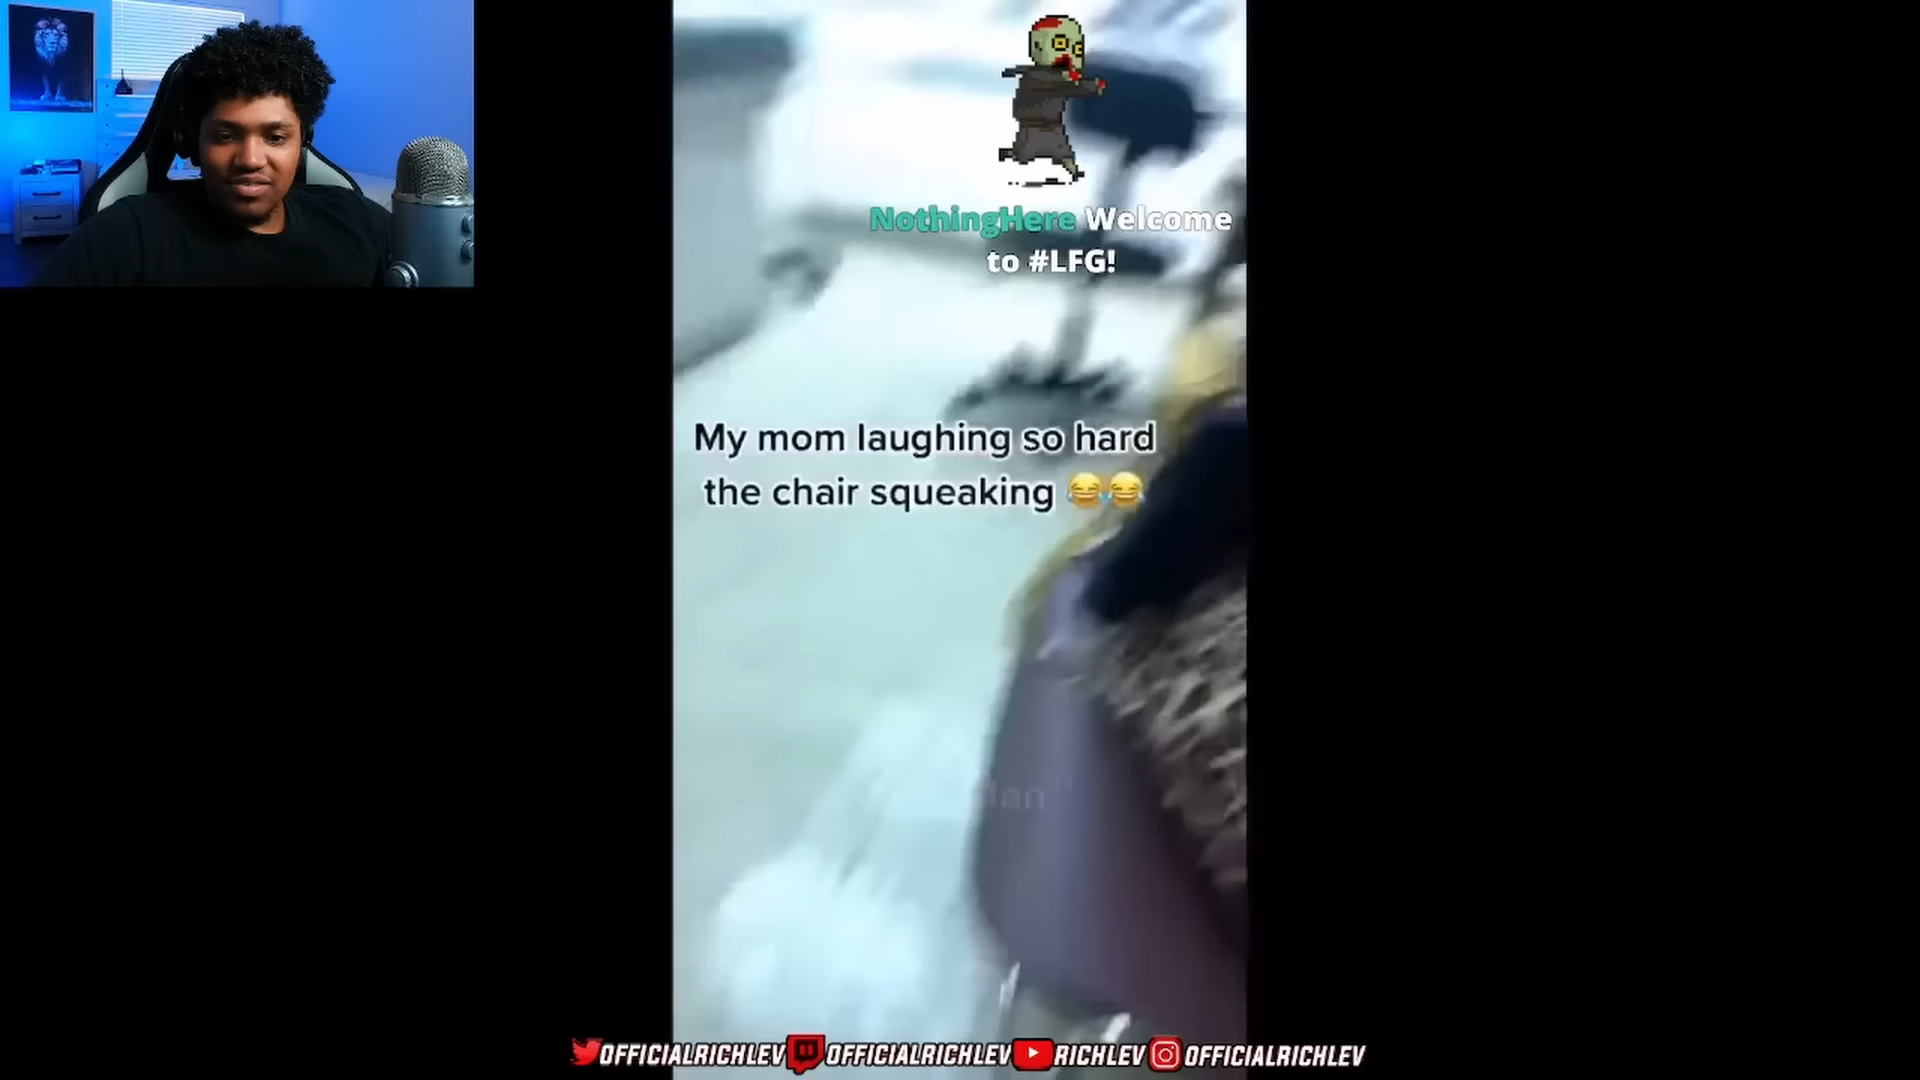 NothingHere Welcome
to #LFG!
My mom laughing so hard
the chair squeaking 😂😂
OFFICIALRICHLEV OFFICIALRICHLEV RICHLEV OFFICIALRICHLEV